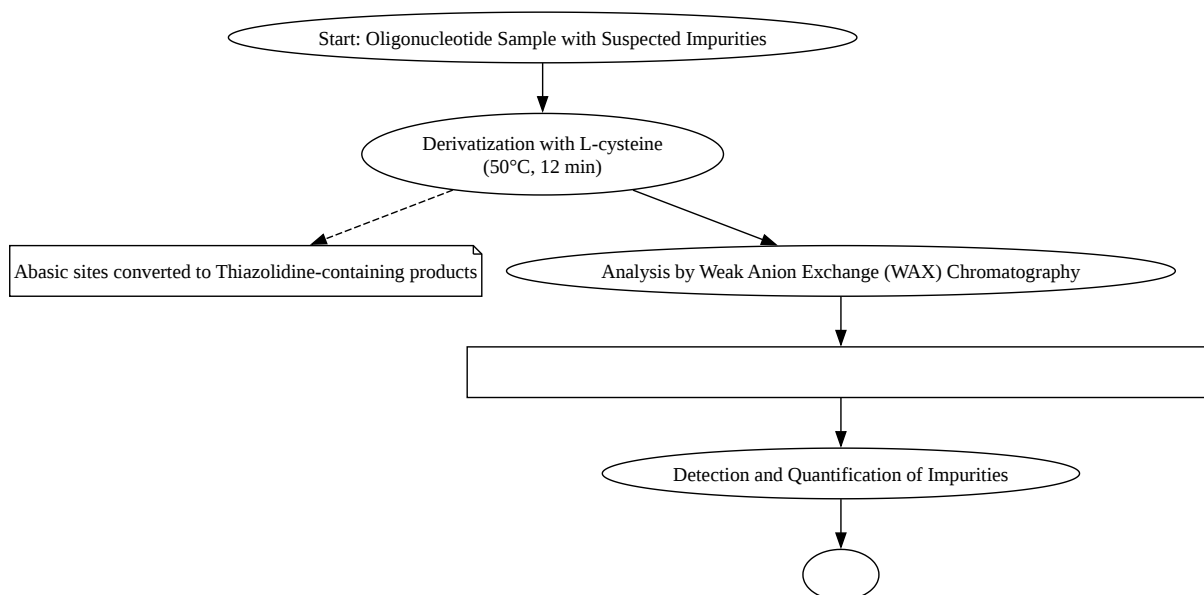 Start: Oligonucleotide Sample with Suspected Impurities
Derivatization with L-cysteine
(50°C, 12 min)
Abasic sites converted to Thiazolidine-containing products
Analysis by Weak Anion Exchange (WAX) Chromatography
Detection and Quantification of Impurities